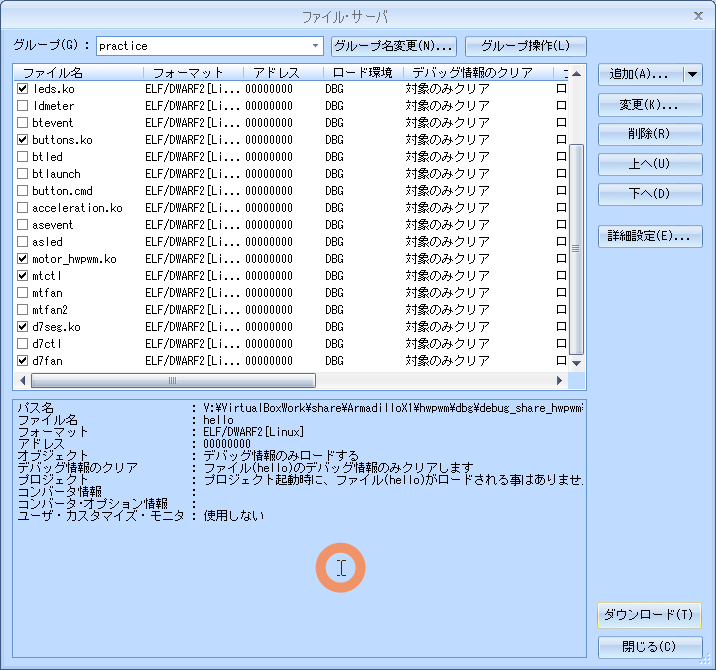 ファイル・サーバ
グループ(G) : practice グループ名変更(N)... グループ操作(L)
ファイル名 フォーマット アドレス ロード環境 デバッグ情報のクリア
leds.ko ELF/DWARF2[Li... 00000000 DBG 対象のみクリア
ldmeter ELF/DWARF2[Li... 00000000 DBG 対象のみクリア
btevent ELF/DWARF2[Li... 00000000 DBG 対象のみクリア
buttons.ko ELF/DWARF2[Li... 00000000 DBG 対象のみクリア
btled ELF/DWARF2[Li... 00000000 DBG 対象のみクリア
btlaunch ELF/DWARF2[Li... 00000000 DBG 対象のみクリア
button.cmd ELF/DWARF2[Li... 00000000 DBG 対象のみクリア
acceleration.ko ELF/DWARF2[Li... 00000000 DBG 対象のみクリア
asevent ELF/DWARF2[Li... 00000000 DBG 対象のみクリア
asled ELF/DWARF2[Li... 00000000 DBG 対象のみクリア
motor_hwpwm.ko ELF/DWARF2[Li... 00000000 DBG 対象のみクリア
mtctl ELF/DWARF2[Li... 00000000 DBG 対象のみクリア
mtfan ELF/DWARF2[Li... 00000000 DBG 対象のみクリア
mtfan2 ELF/DWARF2[Li... 00000000 DBG 対象のみクリア
d7seg.ko ELF/DWARF2[Li... 00000000 DBG 対象のみクリア
d7ctl ELF/DWARF2[Li... 00000000 DBG 対象のみクリア
d7fan ELF/DWARF2[Li... 00000000 DBG 対象のみクリア
追加(A)...
変更(K)...
削除(R)
上へ(U)
下へ(D)
詳細設定(E)...
パス名 : V:¥VirtualBoxWork¥share¥ArmadilloX1¥hwpwm¥dbg¥debug_share_hwpwm
ファイル名 : hello
フォーマット : ELF/DWARF2[Linux]
アドレス : 00000000
オブジェクト : デバッグ情報のみロードする
デバッグ情報のクリア : ファイル(hello)のデバッグ情報のみクリアします
プロジェクト : プロジェクト起動時に、ファイル(hello)がロードされる事はありませ.
コンバータ情報 :
コンバータ・オプション情報 :
ユーザ・カスタマイズ・モニタ : 使用しない
ダウンロード(T)
閉じる(C)